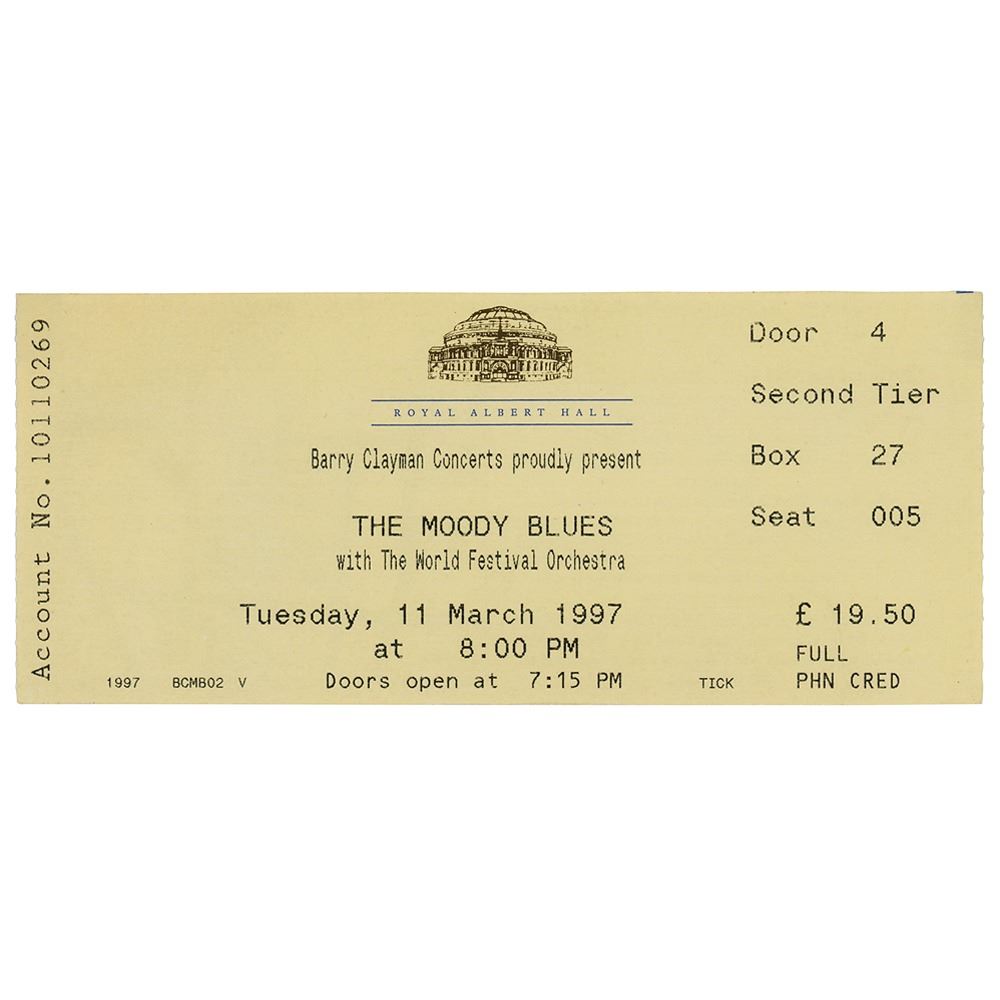 Account No. 10110269
ROYAL ALBERT HALL
Barry Clayman Concerts proudly present
THE MOODY BLUES
with The World Festival Orchestra
Tuesday, 11 March 1997
at 8:00 PM
Doors open at 7:15 PM
1997 BCMB02 V
TICK
Door 4
Second Tier
Box 27
Seat 005
£ 19.50
FULL
PHN CRED